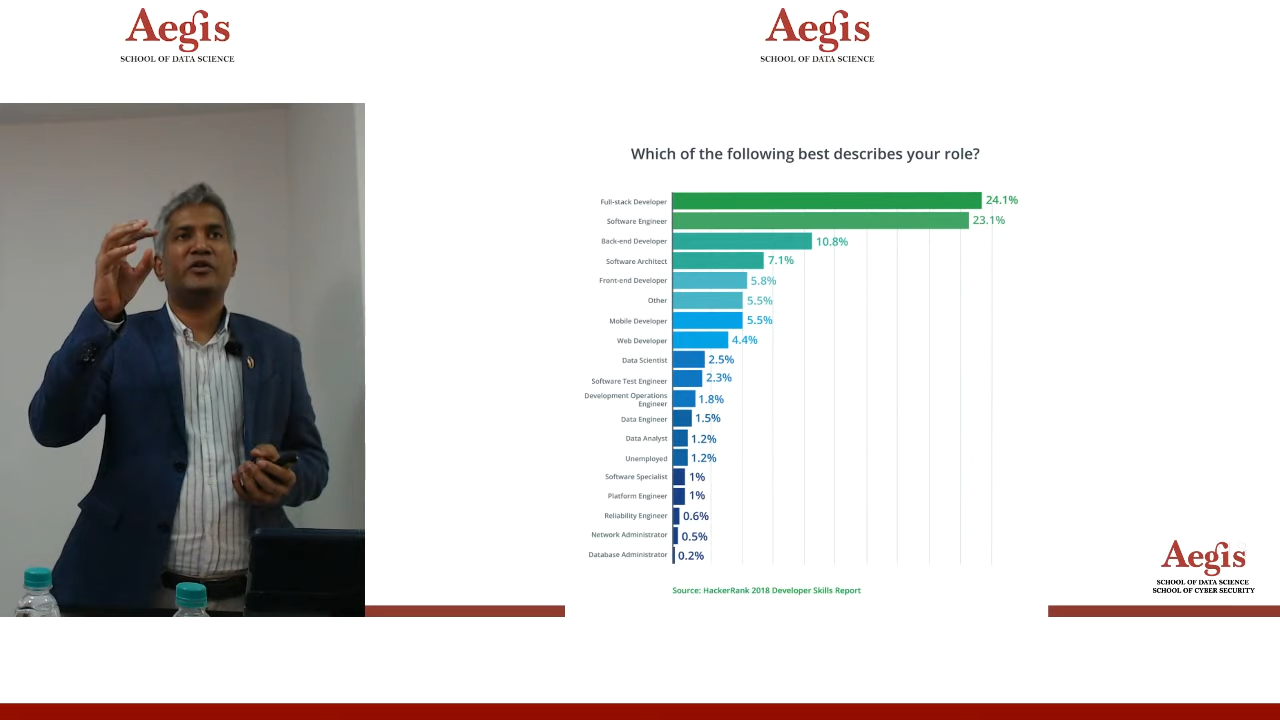 Aegis
SCHOOL OF DATA SCIENCE
Aegis
SCHOOL OF DATA SCIENCE
Which of the following best describes your role?
Full-stack Developer 24.1%
Software Engineer 23.1%
Back-end Developer 10.8%
Software Architect 7.1%
Front-end Developer 5.8%
Other 5.5%
Mobile Developer 5.5%
Web Developer 4.4%
Data Scientist 2.5%
Software Test Engineer 2.3%
Development Operations
Engineer 1.8%
Data Engineer 1.5%
Data Analyst 1.2%
Unemployed 1.2%
Software Specialist 1%
Platform Engineer 1%
Reliability Engineer 0.6%
Network Administrator 0.5%
Database Administrator 0.2%
Source: HackerRank 2018 Developer Skills Report
Aegis
SCHOOL OF DATA SCIENCE
SCHOOL OF CYBER SECURITY